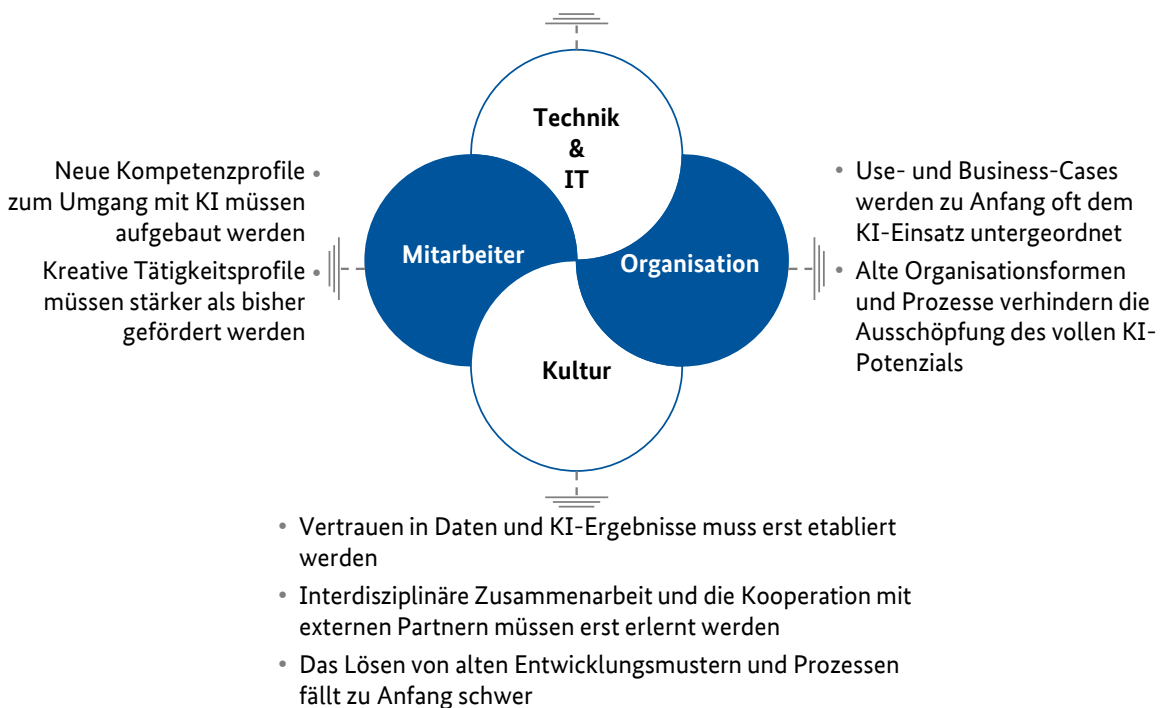 Technik
&
IT
Neue Kompetenzprofile •
zum Umgang mit KI müssen
aufgebaut werden
Kreative Tätigkeitsprofile •
müssen stärker als bisher
gefördert werden
Mitarbeiter
Organisation
• Use- und Business-Cases
werden zu Anfang oft dem
KI-Einsatz untergeordnet
• Alte Organisationsformen
und Prozesse verhindern die
Ausschöpfung des vollen KI-
Potenzials
Kultur
• Vertrauen in Daten und KI-Ergebnisse muss erst etabliert
werden
• Interdisziplinäre Zusammenarbeit und die Kooperation mit
externen Partnern müssen erst erlernt werden
• Das Lösen von alten Entwicklungsmustern und Prozessen
fällt zu Anfang schwer